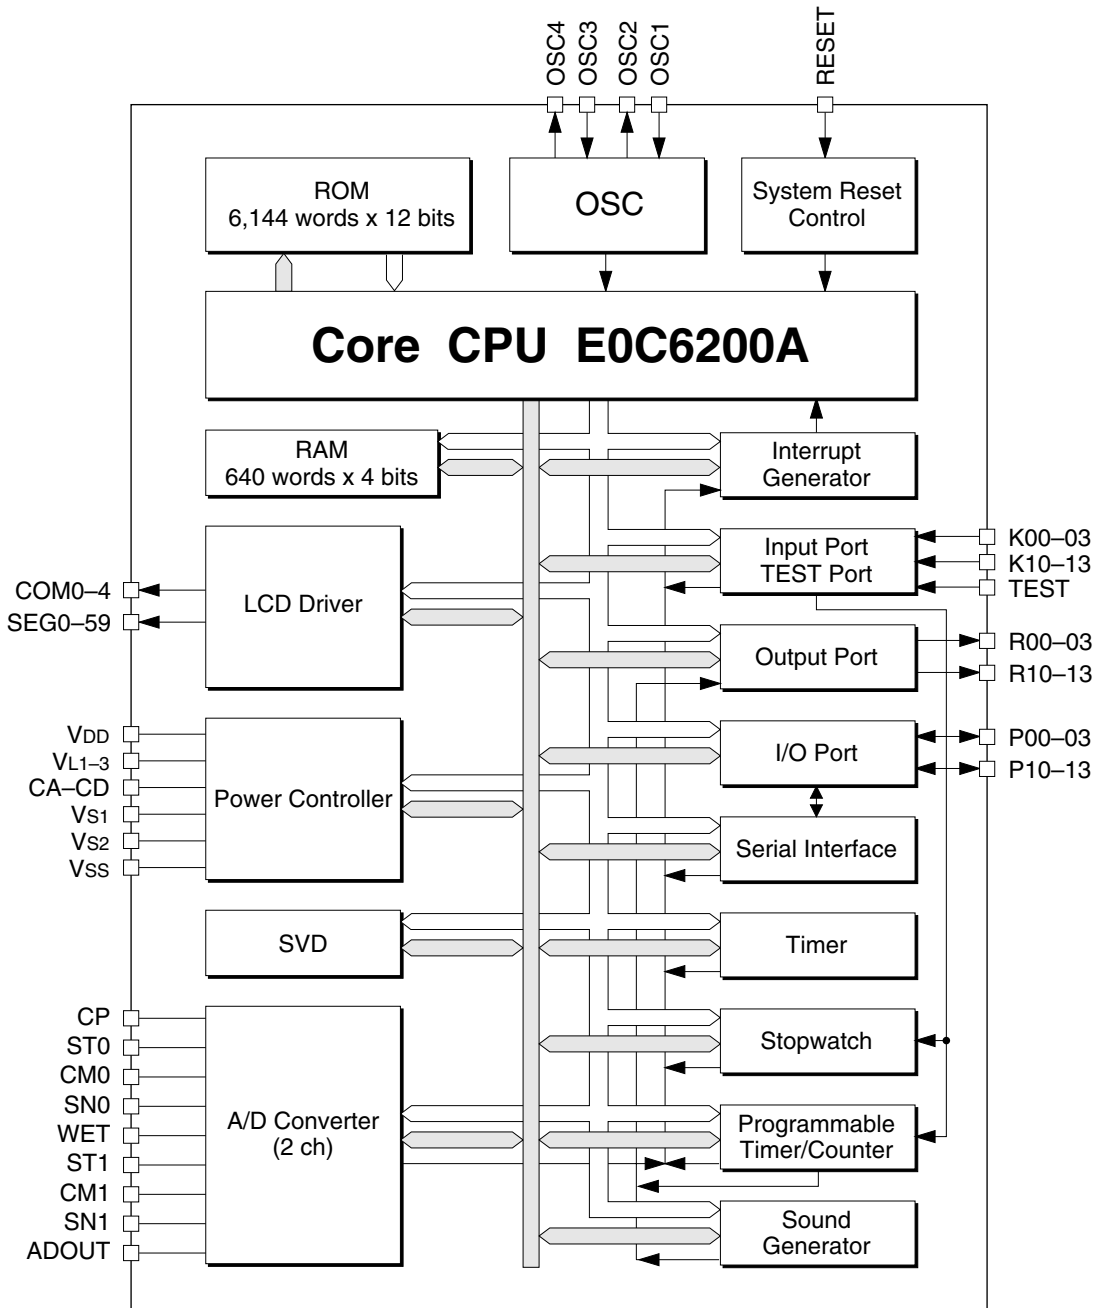 OSC4
OSC3
OSC2
OSC1
RESET
ROM
6,144 words x 12 bits
OSC
System Reset
Control
Core CPU E0C6200A
RAM
640 words x 4 bits
Interrupt
Generator
Input Port
TEST Port
K00–03
K10–13
TEST
COM0–4
SEG0–59
LCD Driver
Output Port
R00–03
R10–13
VDD
VL1–3
CA–CD
VS1
VS2
VSS
Power Controller
I/O Port
P00–03
P10–13
Serial Interface
SVD
Timer
CP
ST0
CM0
SN0
WET
ST1
CM1
SN1
ADOUT
A/D Converter
(2 ch)
Stopwatch
Programmable
Timer/Counter
Sound
Generator